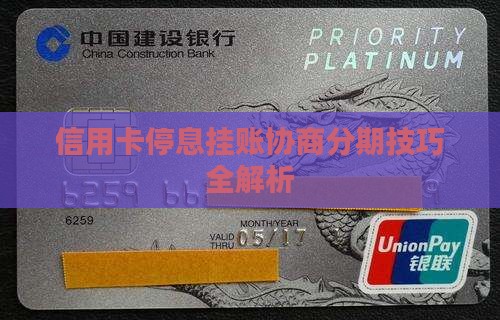 中国建设银行
China Construction Bank
PRIORITY
PLATINUM
信用卡停息挂账协商分期技巧
全解析
6259
6259
MONTH/YEAR
VALID
THRU
05/17
UnionPay
银联